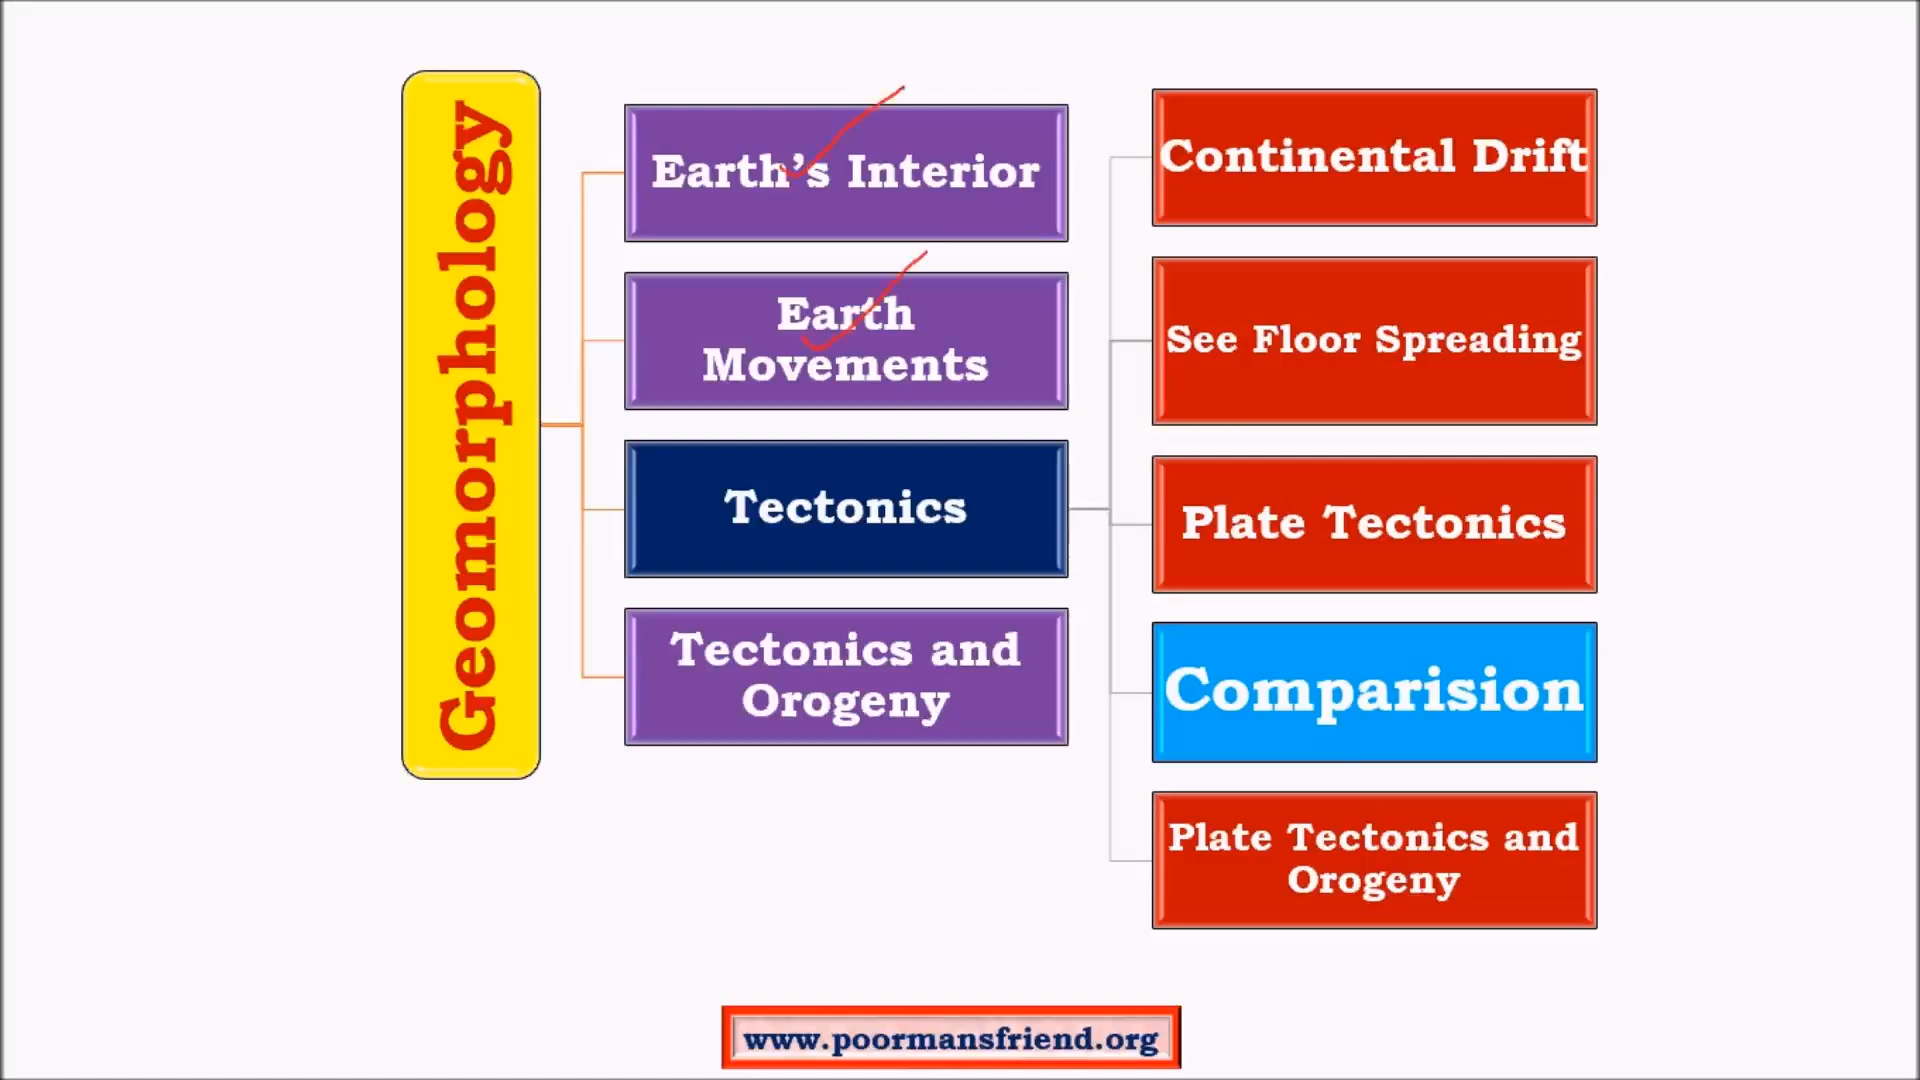 Geomorphology
Earth's Interior
Earth
Movements
Tectonics
Tectonics and
Orogeny
Continental Drift
See Floor Spreading
Plate Tectonics
Comparision
Plate Tectonics and
Orogeny
www.poormansfriend.org